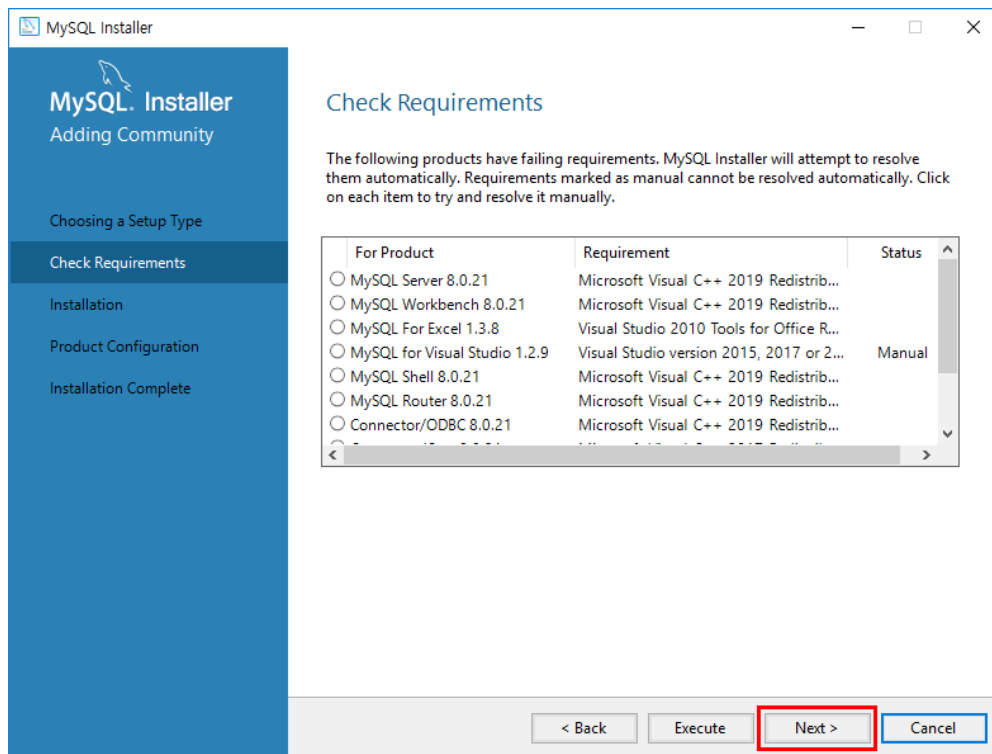 MySQL Installer
MySQL. Installer
Adding Community
Choosing a Setup Type
Check Requirements
Installation
Product Configuration
Installation Complete
Check Requirements
The following products have failing requirements. MySQL Installer will attempt to resolve
them automatically. Requirements marked as manual cannot be resolved automatically. Click
on each item to try and resolve it manually.
For Product Requirement Status
MySQL Server 8.0.21 Microsoft Visual C++ 2019 Redistrib...
MySQL Workbench 8.0.21 Microsoft Visual C++ 2019 Redistrib...
MySQL For Excel 1.3.8 Visual Studio 2010 Tools for Office R...
MySQL for Visual Studio 1.2.9 Visual Studio version 2015, 2017 or 2... Manual
MySQL Shell 8.0.21 Microsoft Visual C++ 2019 Redistrib...
MySQL Router 8.0.21 Microsoft Visual C++ 2019 Redistrib...
Connector/ODBC 8.0.21 Microsoft Visual C++ 2019 Redistrib...
< Back Execute Next > Cancel